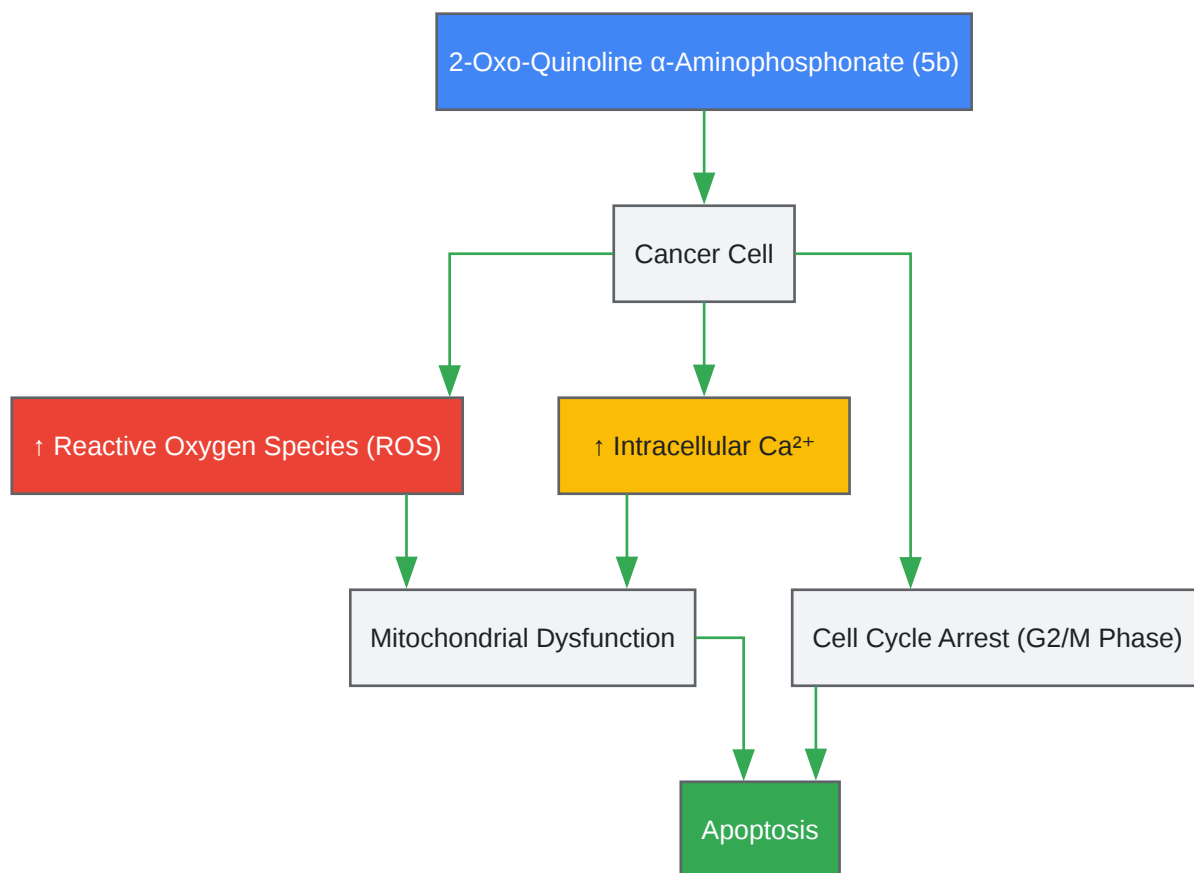 2-Oxo-Quinoline α-Aminophosphonate (5b)
Cancer Cell
↑ Reactive Oxygen Species (ROS)
↑ Intracellular Ca²⁺
Mitochondrial Dysfunction
Cell Cycle Arrest (G2/M Phase)
Apoptosis